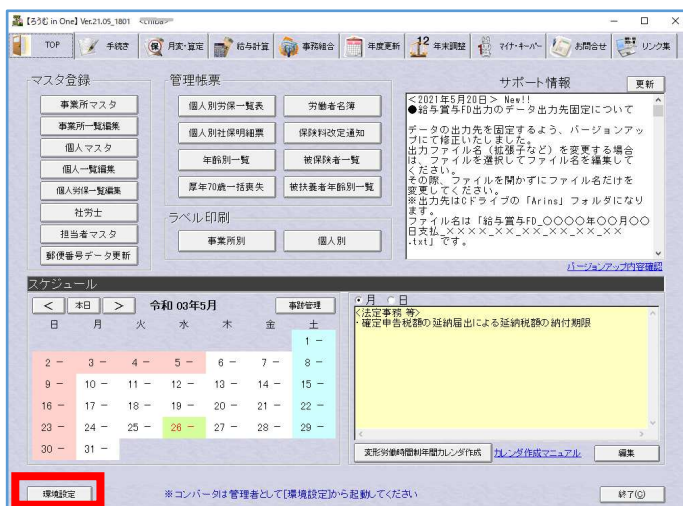 【ろうむ in One】 Ver.21.05_1801 <chiba>
TOP 手続き 月変・算定 給与計算 事務組合 年度更新 12 年末調整 マイナ・キーパー お問合せ リンク集
マスタ登録
事業所マスタ
事業所一覧編集
個人マスタ
個人一覧編集
個人労保一覧編集
社労士
担当者マスタ
郵便番号データ更新
管理帳票
個人別労保一覧表 労働者名簿
個人別社保明細票 保険料改定通知
年齢別一覧 被保険者一覧
厚年70歳一括喪失 被扶養者年齢別一覧
ラベル印刷
事業所別 個人別
サポート情報 更新
<2021年5月20日> New!!
●給与賞与FD出力のデータ出力先固定について
データの出力先を固定するよう、バージョンアッ
プにて修正いたしました。
出力ファイル名（拡張子など）を変更する場合
は、ファイルを選択してファイル名を編集して
ください。
その際、ファイルを開かずにファイル名だけを
変更してください。
※出力先はCドライブの「Arins」フォルダになり
ます。
ファイル名は「給与賞与FD_〇〇〇〇年〇〇月〇〇
日支払_××××_××_××_××_××_××
.txt」です。
バージョンアップ内容確認
スケジュール
< 本日 > 令和 03年5月 事跡管理
日 月 火 水 木 金 土
1 −
2 − 3 − 4 − 5 − 6 − 7 − 8 −
9 − 10 − 11 − 12 − 13 − 14 − 15 −
16 − 17 − 18 − 19 − 20 − 21 − 22 −
23 − 24 − 25 − 26 − 27 − 28 − 29 −
30 − 31 −
月 日
<法定事務 等>
・確定申告税額の延納届出による延納税額の納付期限
変形労働時間制年間カレンダ作成 カレンダ作成マニュアル 編集
環境設定 ※コンバータは管理者として[環境設定]から起動してください 終了(Q)